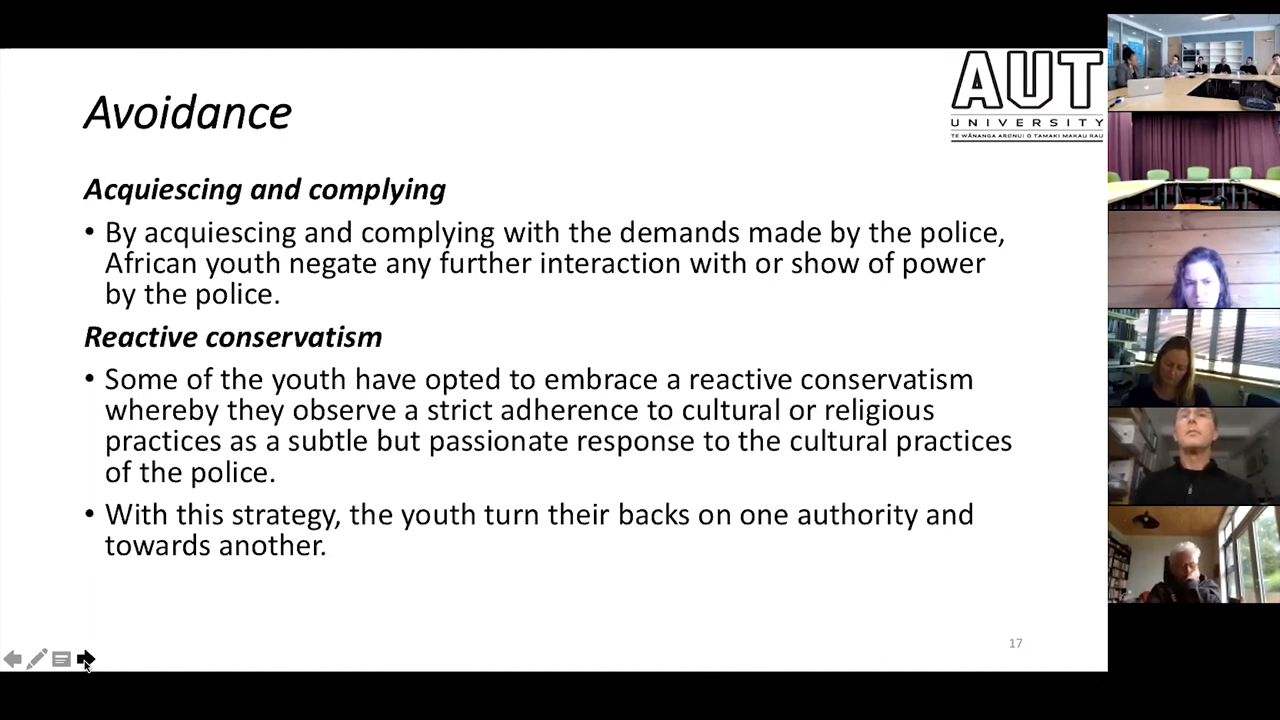 Avoidance
AUT
UNIVERSITY
TE WĀNANGA ARONUI O TAMAKI MAKAU RAU
Acquiescing and complying
• By acquiescing and complying with the demands made by the police,
African youth negate any further interaction with or show of power
by the police.
Reactive conservatism
• Some of the youth have opted to embrace a reactive conservatism
whereby they observe a strict adherence to cultural or religious
practices as a subtle but passionate response to the cultural practices
of the police.
• With this strategy, the youth turn their backs on one authority and
towards another.
17